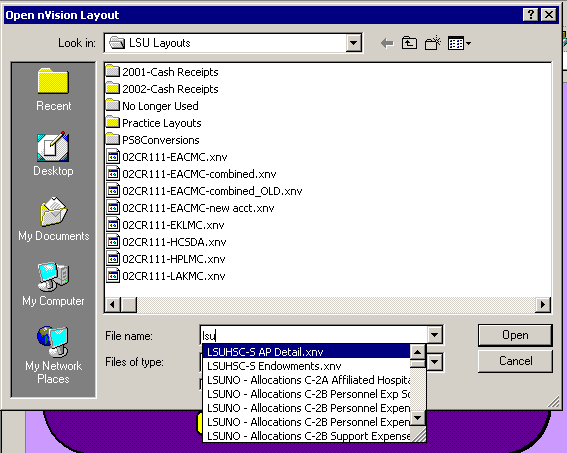 Open nVision Layout
Look in: LSU Layouts
Recent
Desktop
My Documents
My Computer
My Network
Places
2001-Cash Receipts
2002-Cash Receipts
No Longer Used
Practice Layouts
PS8Conversions
02CR111-EACMC.xnv
02CR111-EACMC-combined.xnv
02CR111-EACMC-combined_OLD.xnv
02CR111-EACMC-new acct.xnv
02CR111-EKLMC.xnv
02CR111-HCSDA.xnv
02CR111-HPLMC.xnv
02CR111-LAKMC.xnv
File name: lsu Open
Files of type: Cancel
LSUHSC-S AP Detail.xnv
LSUHSC-S Endowments.xnv
LSUNO - Allocations C-2A Affiliated Hospita
LSUNO - Allocations C-2B Personnel Exp Sc
LSUNO - Allocations C-2B Personnel Expen
LSUNO - Allocations C-2B Personnel Expen
LSUNO - Allocations C-2B Support Expense